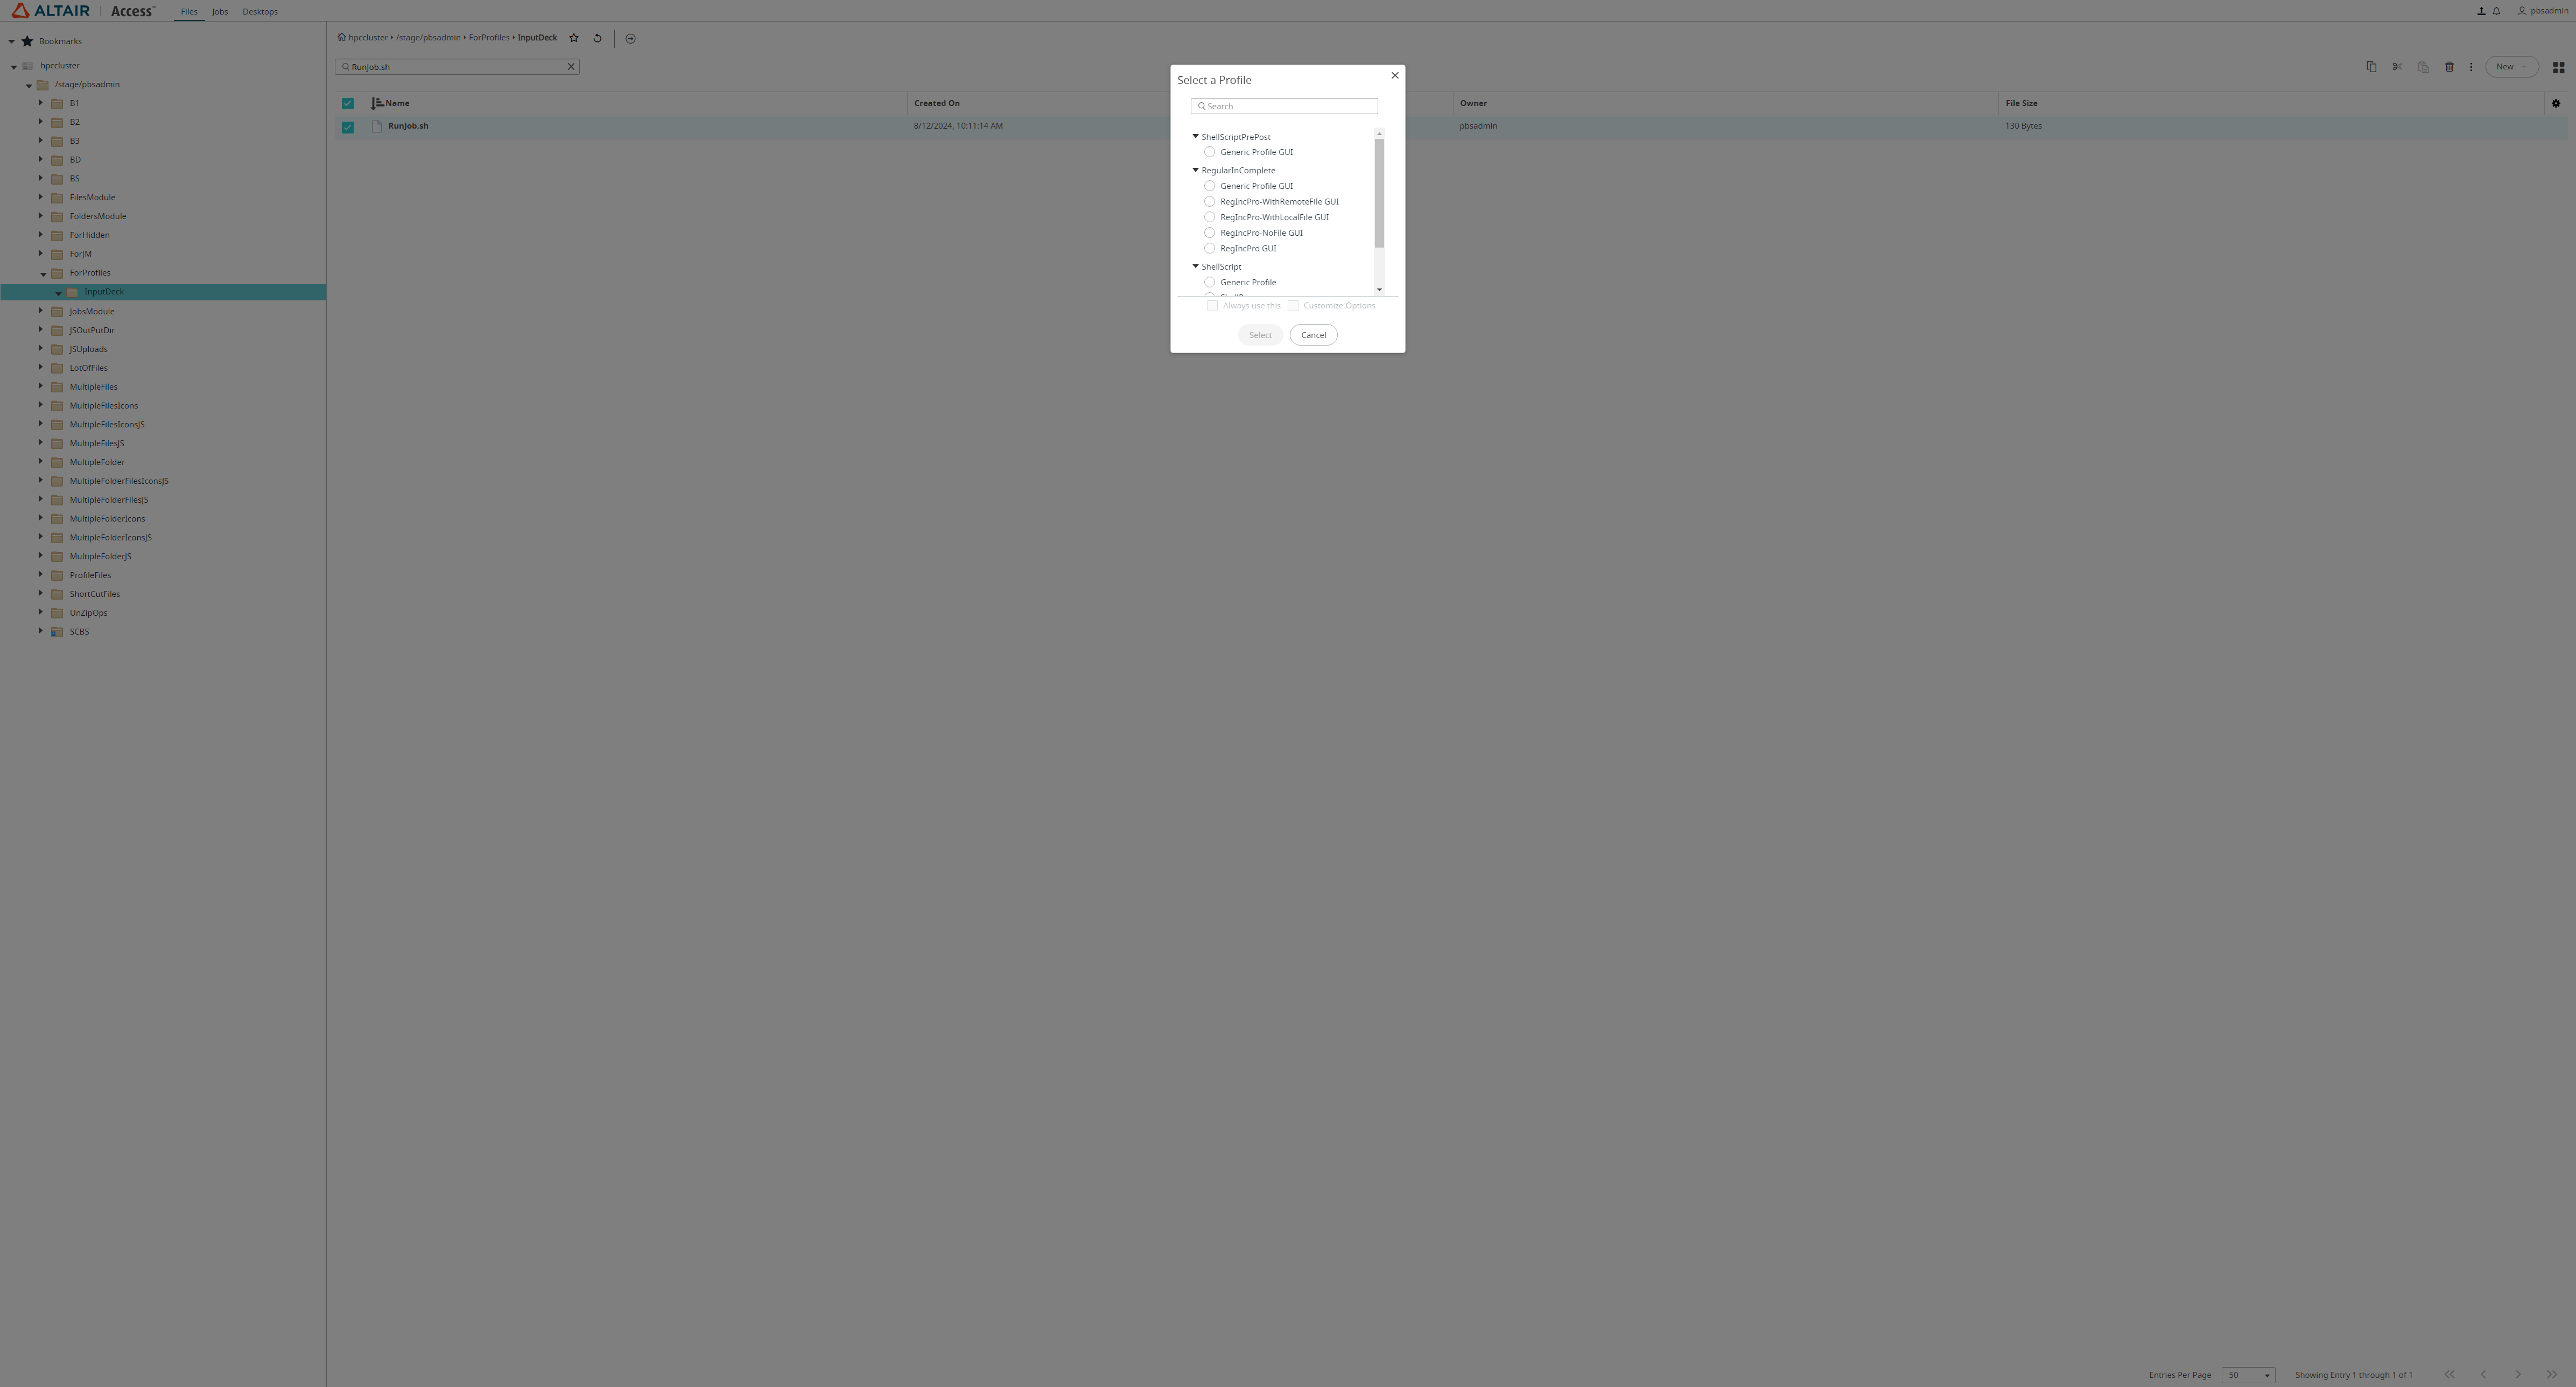 ALTAIR | Access™ Files Jobs Desktops pbsadmin
Bookmarks
hpccluster
/stage/pbsadmin
B1
B2
B3
BD
BS
FilesModule
FoldersModule
ForHidden
ForJM
ForProfiles
InputDeck
JobsModule
JSOutPutDir
JSUploads
LotOfFiles
MultipleFiles
MultipleFilesIcons
MultipleFilesIconsJS
MultipleFilesJS
MultipleFolder
MultipleFolderFilesIconsJS
MultipleFolderFilesJS
MultipleFolderIcons
MultipleFolderIconsJS
MultipleFolderJS
ProfileFiles
ShortCutFiles
UnZipOps
SCBS
hpccluster /stage/pbsadmin ForProfiles InputDeck
RunJob.sh
New
Name Created On Owner File Size
RunJob.sh 8/12/2024, 10:11:14 AM pbsadmin 130 Bytes
Select a Profile
Search
ShellScriptPrePost
Generic Profile GUI
RegularInComplete
Generic Profile GUI
RegIncPro-WithRemoteFile GUI
RegIncPro-WithLocalFile GUI
RegIncPro-NoFile GUI
RegIncPro GUI
ShellScript
Generic Profile
Always use this Customize Options
Select Cancel
Entries Per Page 50 Showing Entry 1 through 1 of 1